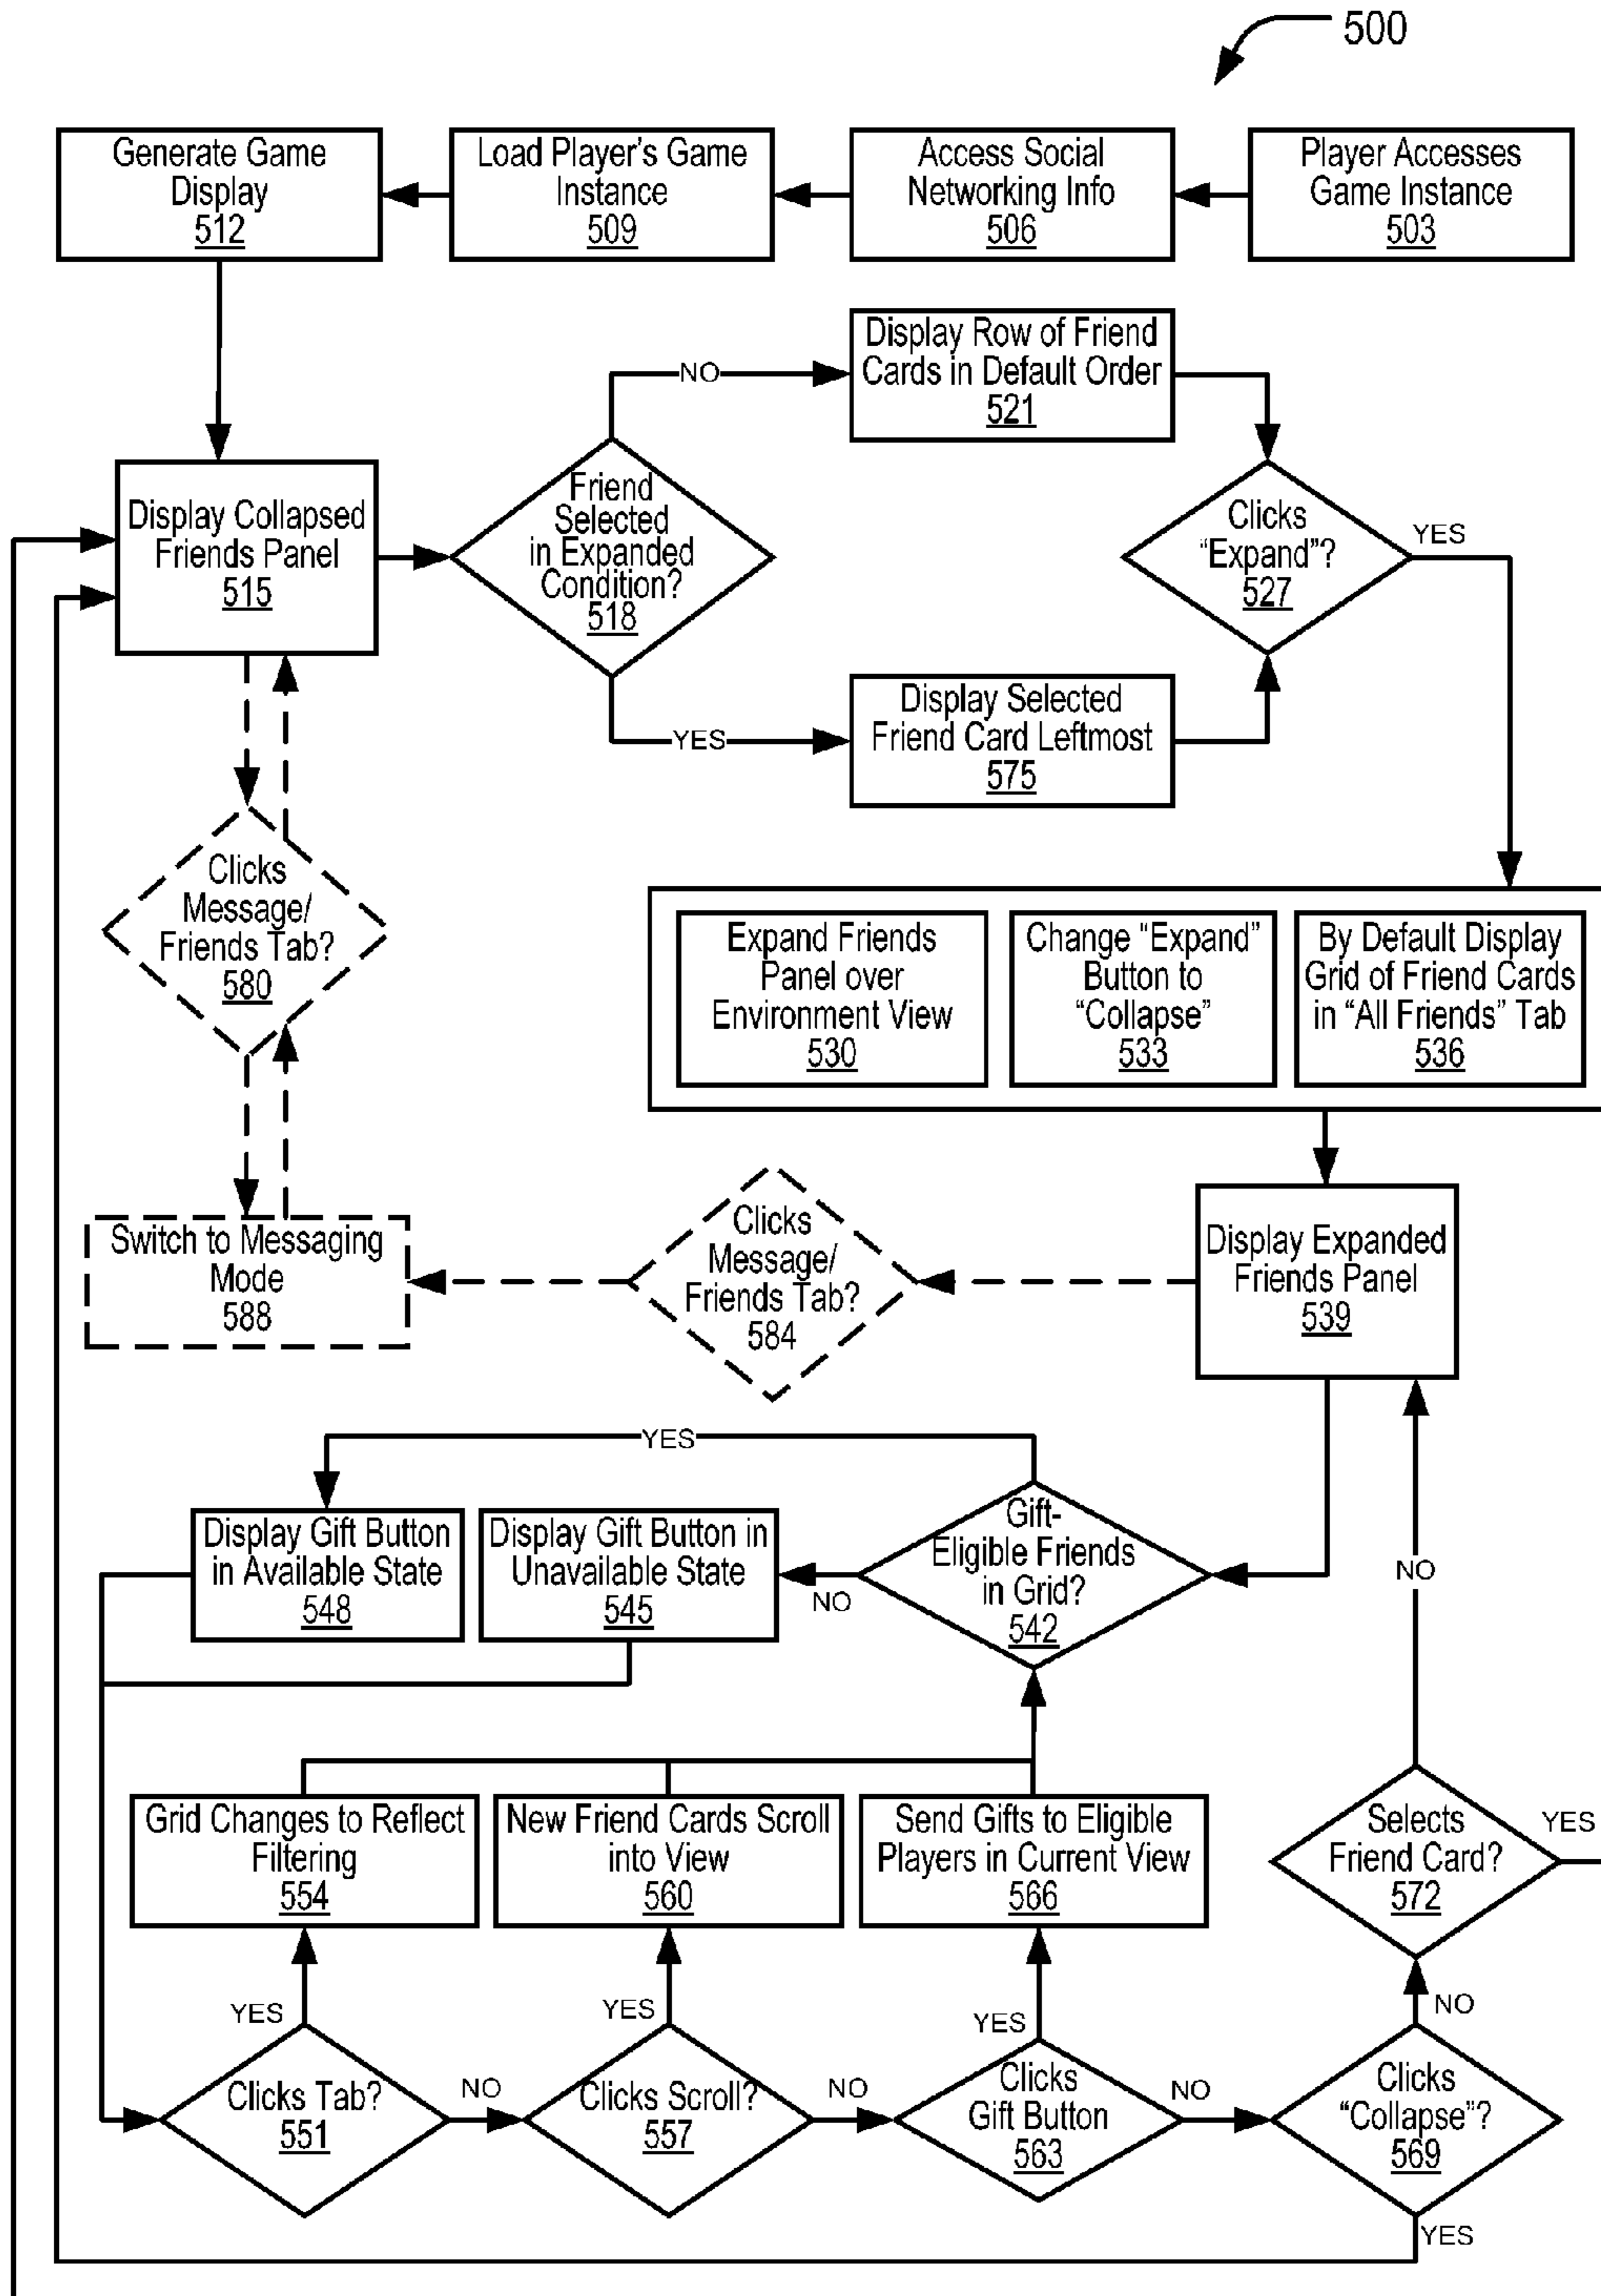 500
Generate Game
Display
512
Load Player's Game
Instance
509
Access Social
Networking Info
506
Player Accesses
Game Instance
503
Display Row of Friend
Cards in Default Order
521
NO
Display Collapsed
Friends Panel
515
Friend
Selected
in Expanded
Condition?
518
Clicks
“Expand”?
527
YES
YES
Display Selected
Friend Card Leftmost
575
Clicks
Message/
Friends Tab?
580
Expand Friends
Panel over
Environment View
530
Change “Expand”
Button to
“Collapse”
533
By Default Display
Grid of Friend Cards
in “All Friends” Tab
536
Switch to Messaging
Mode
588
Clicks
Message/
Friends Tab?
584
Display Expanded
Friends Panel
539
YES
Display Gift Button
in Available State
548
Display Gift Button in
Unavailable State
545
NO
Gift-
Eligible Friends
in Grid?
542
NO
Grid Changes to Reflect
Filtering
554
New Friend Cards Scroll
into View
560
Send Gifts to Eligible
Players in Current View
566
Selects
Friend Card?
572
YES
YES
YES
YES
NO
Clicks Tab?
551
NO
Clicks Scroll?
557
NO
Clicks
Gift Button
563
NO
Clicks
“Collapse”?
569
YES